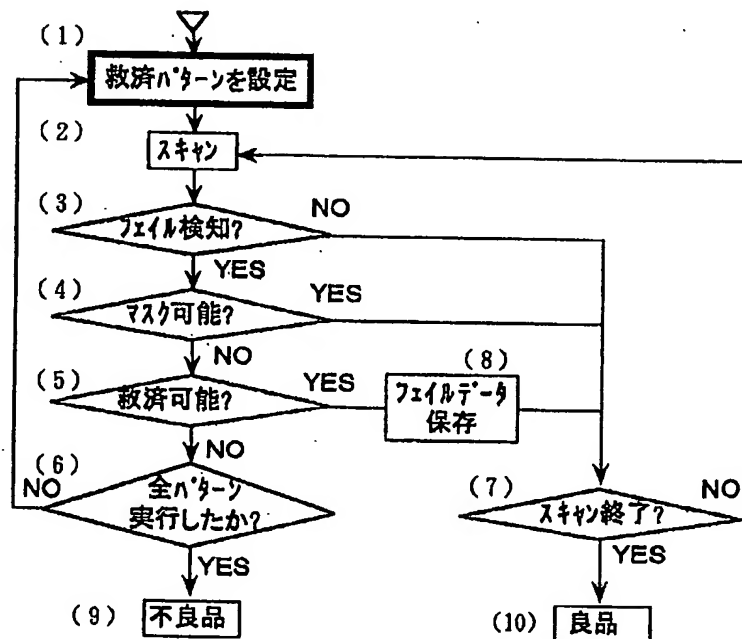 (1)
救済ﾊﾟﾀｰﾝを設定
(2)
ｽｷｬﾝ
(3)
ﾌｪｲﾙ検知?
NO
YES
(4)
ﾏｽｸ可能?
YES
NO
(5)
救済可能?
YES
(8)
ﾌｪｲﾙﾃﾞｰﾀ
保存
NO
(6)
NO
全ﾊﾟﾀｰﾝ
実行したか?
YES
(7)
ｽｷｬﾝ終了?
NO
YES
(9)
不良品
(10)
良品